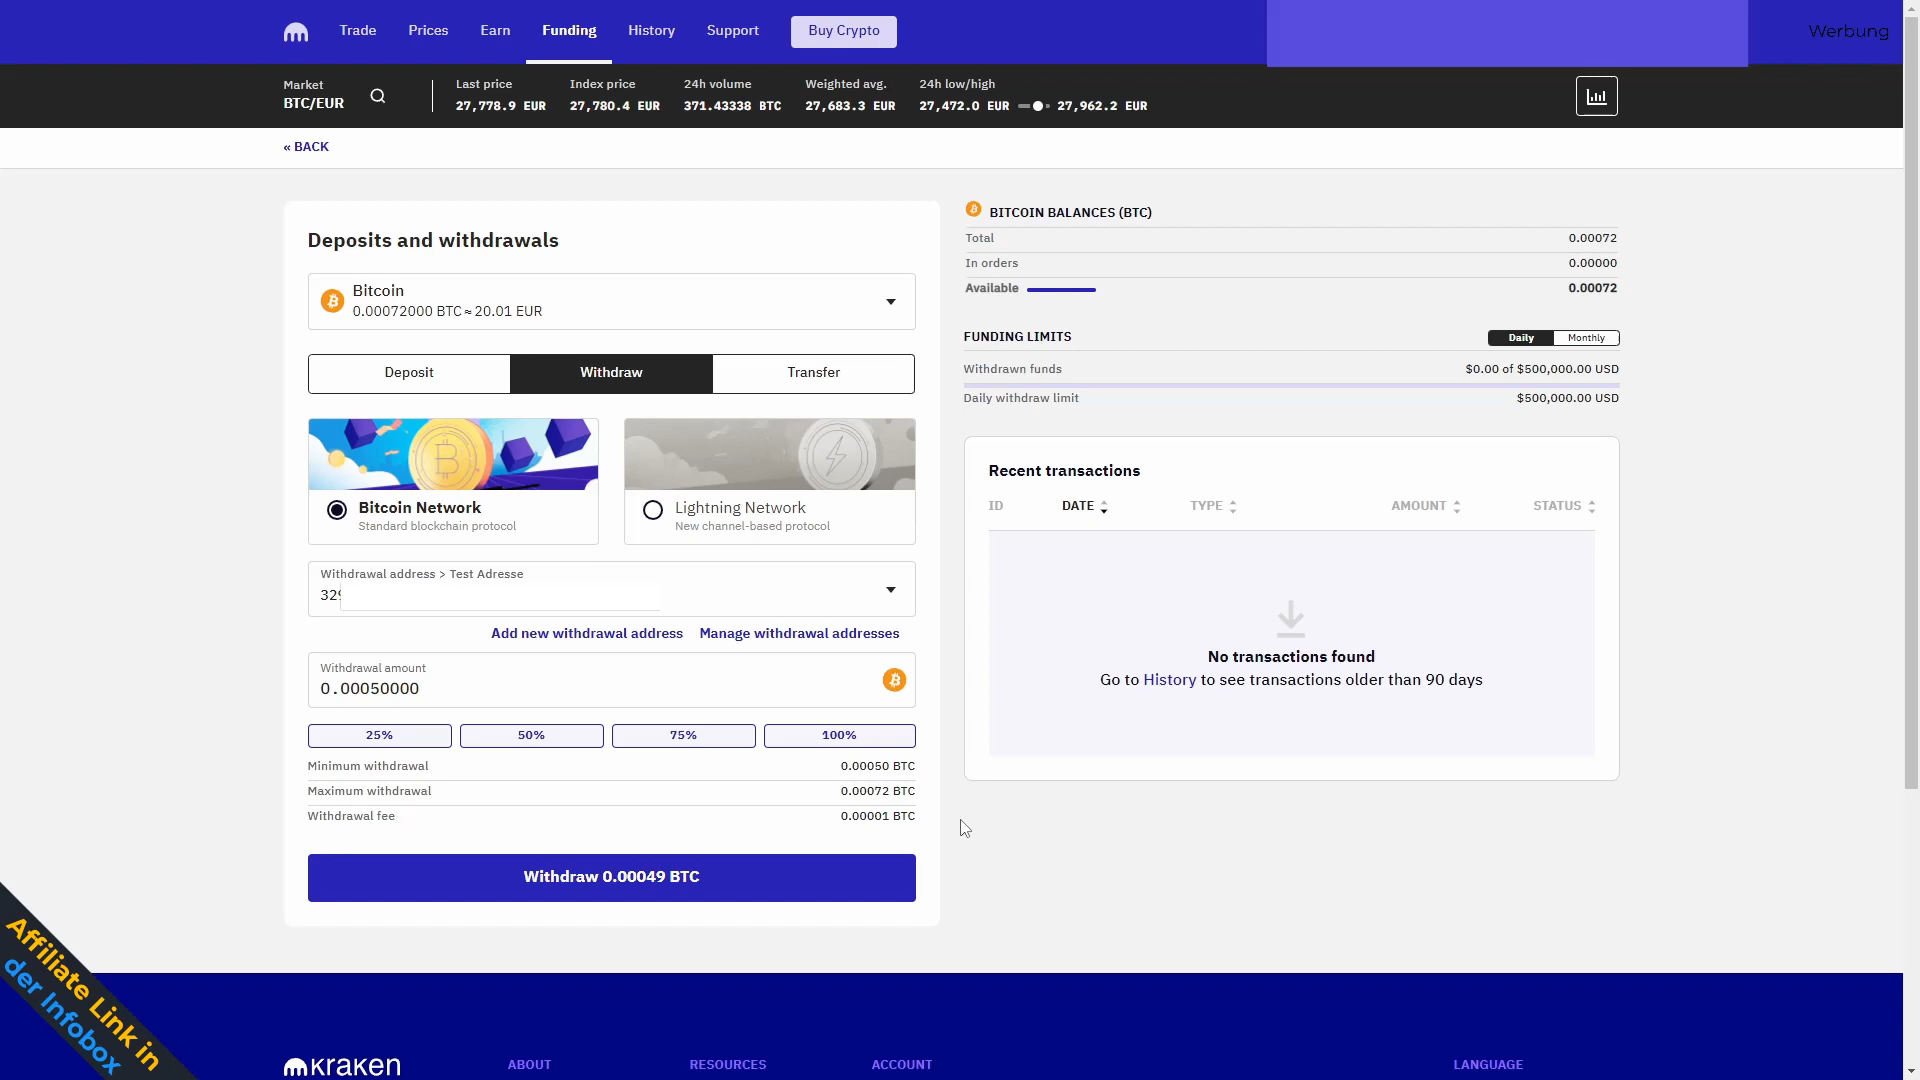 Trade Prices Earn Funding History Support Buy Crypto
Werbung
Market
BTC/EUR
Last price
27,778.9 EUR
Index price
27,780.4 EUR
24h volume
371.43338 BTC
Weighted avg.
27,683.3 EUR
24h low/high
27,472.0 EUR 27,962.2 EUR
« BACK
Deposits and withdrawals
Bitcoin
0.00072000 BTC ≈ 20.01 EUR
Deposit Withdraw Transfer
Bitcoin Network
Standard blockchain protocol
Lightning Network
New channel-based protocol
Withdrawal address > Test Adresse
329
Add new withdrawal address Manage withdrawal addresses
Withdrawal amount
0.00050000
25% 50% 75% 100%
Minimum withdrawal 0.00050 BTC
Maximum withdrawal 0.00072 BTC
Withdrawal fee 0.00001 BTC
Withdraw 0.00049 BTC
BITCOIN BALANCES (BTC)
Total 0.00072
In orders 0.00000
Available 0.00072
FUNDING LIMITS Daily Monthly
Withdrawn funds $0.00 of $500,000.00 USD
Daily withdraw limit $500,000.00 USD
Recent transactions
ID DATE TYPE AMOUNT STATUS
No transactions found
Go to History to see transactions older than 90 days
Affiliate Link in
der Infobox
kraken ABOUT RESOURCES ACCOUNT LANGUAGE